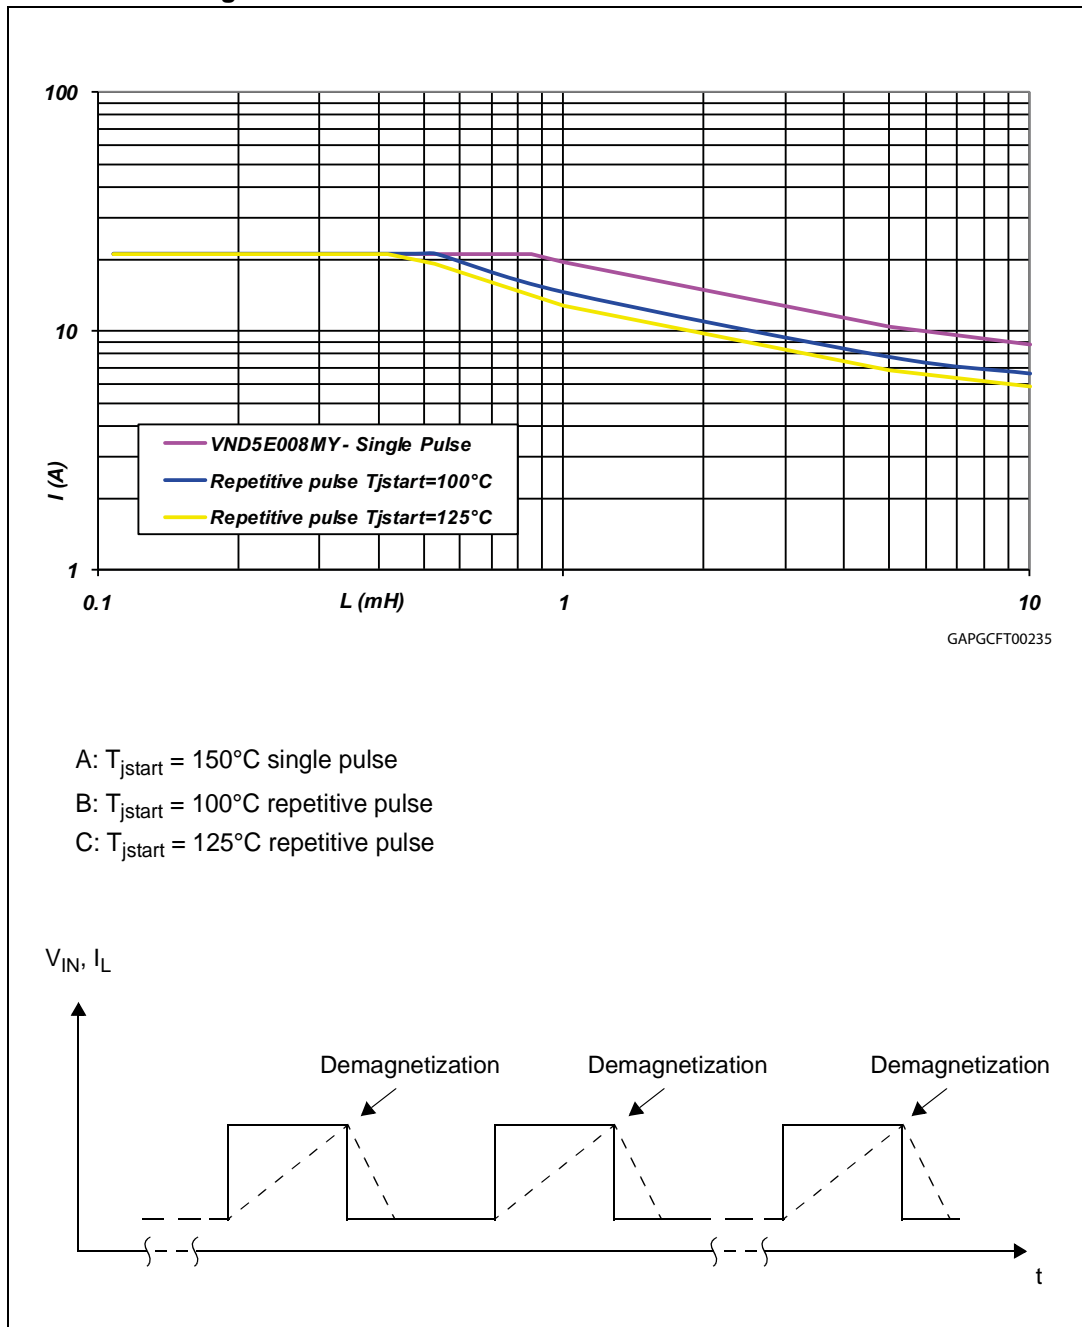 100
10
1
I (A)
VND5E008MY - Single Pulse
Repetitive pulse Tjstart=100°C
Repetitive pulse Tjstart=125°C
0.1
L (mH)
1
10
GAPGCFT00235
A: Tjstart = 150°C single pulse
B: Tjstart = 100°C repetitive pulse
C: Tjstart = 125°C repetitive pulse
VIN, IL
Demagnetization
Demagnetization
Demagnetization
t